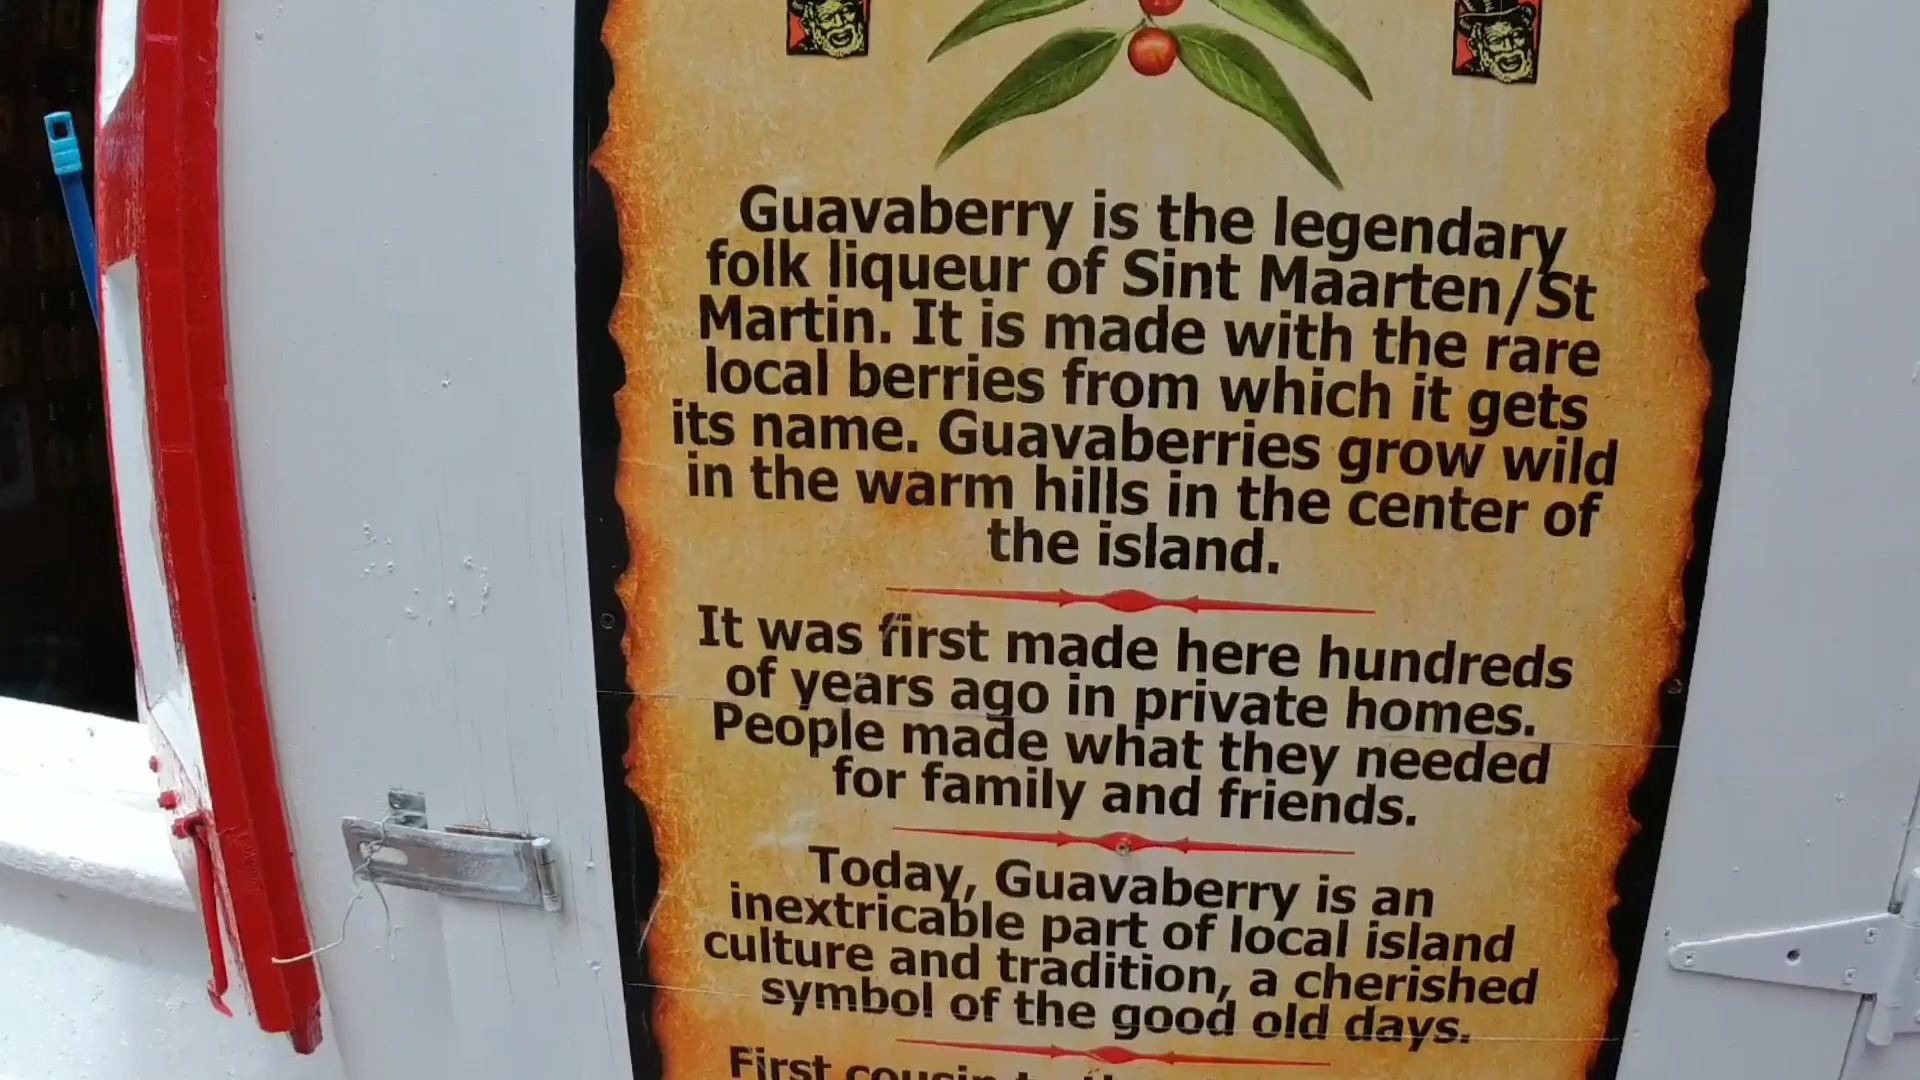 Guavaberry is the legendary
folk liqueur of Sint Maarten/St
Martin. It is made with the rare
local berries from which it gets
its name. Guavaberries grow wild
in the warm hills in the center of
the island.
It was first made here hundreds
of years ago in private homes.
People made what they needed
for family and friends.
Today, Guavaberry is an
inextricable part of local island
culture and tradition, a cherished
symbol of the good old days.
First cousin